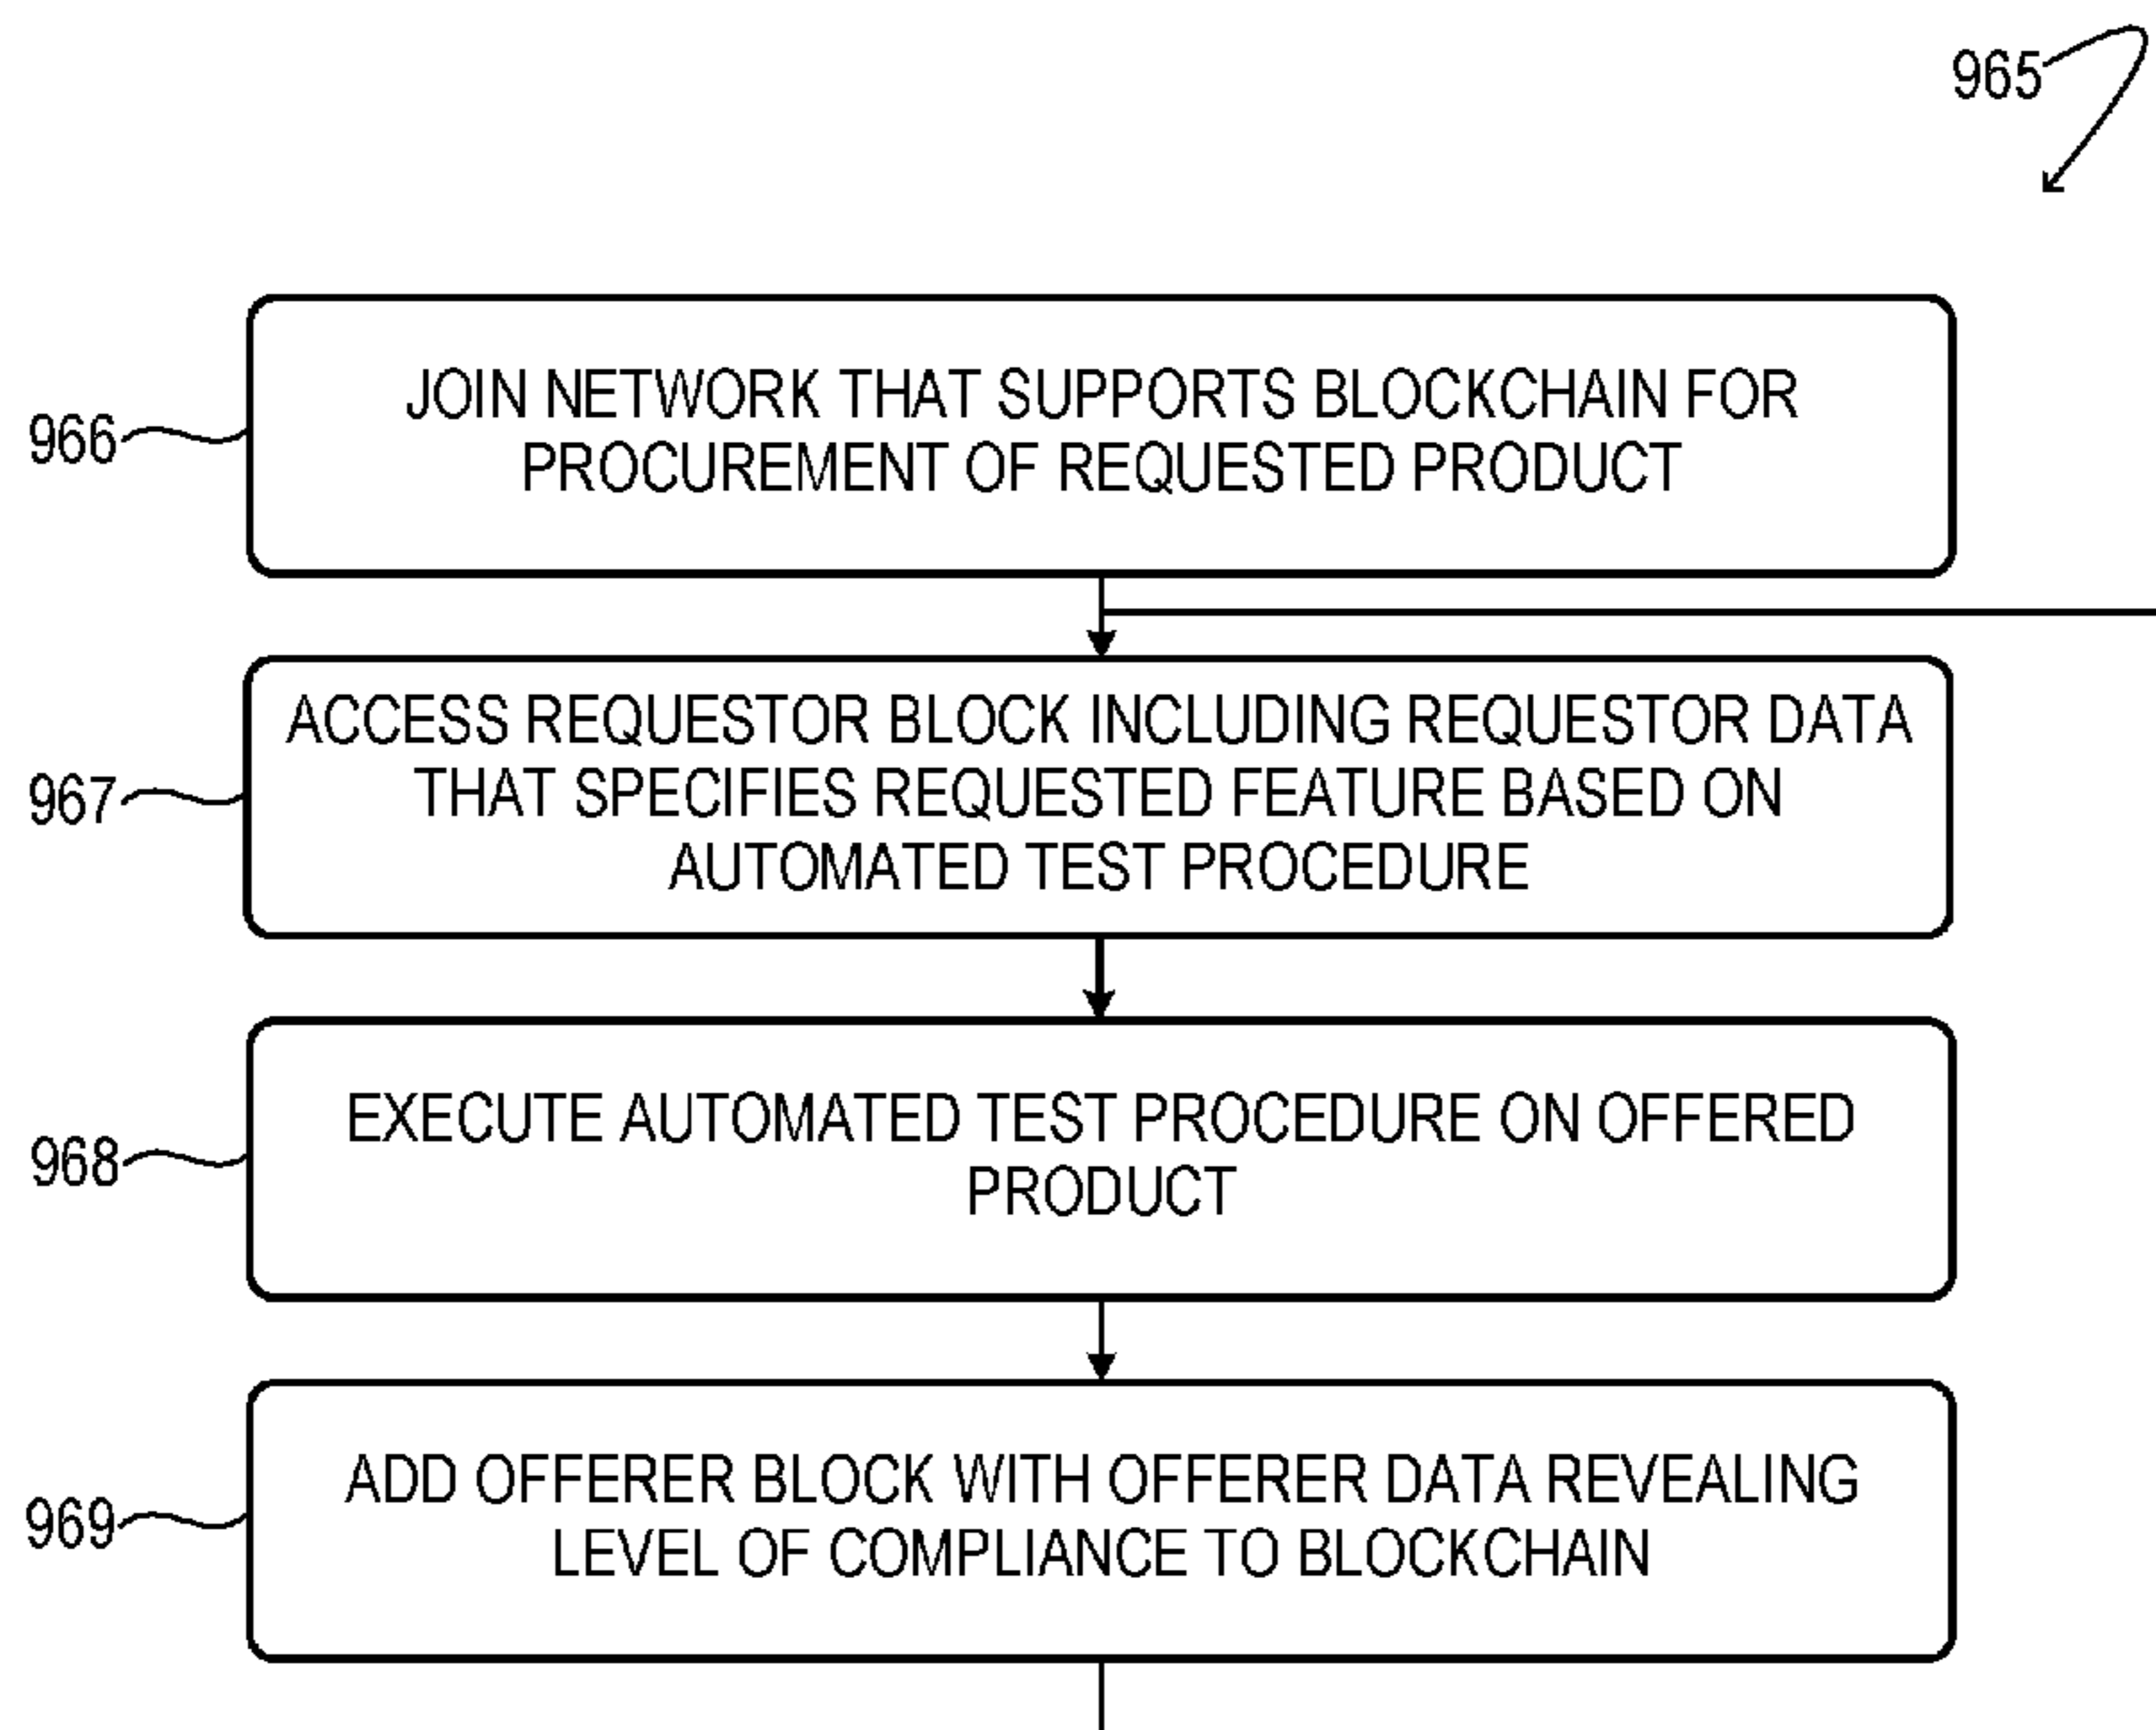 965
966
JOIN NETWORK THAT SUPPORTS BLOCKCHAIN FOR
PROCUREMENT OF REQUESTED PRODUCT
967
ACCESS REQUESTOR BLOCK INCLUDING REQUESTOR DATA
THAT SPECIFIES REQUESTED FEATURE BASED ON
AUTOMATED TEST PROCEDURE
968
EXECUTE AUTOMATED TEST PROCEDURE ON OFFERED
PRODUCT
969
ADD OFFERER BLOCK WITH OFFERER DATA REVEALING
LEVEL OF COMPLIANCE TO BLOCKCHAIN